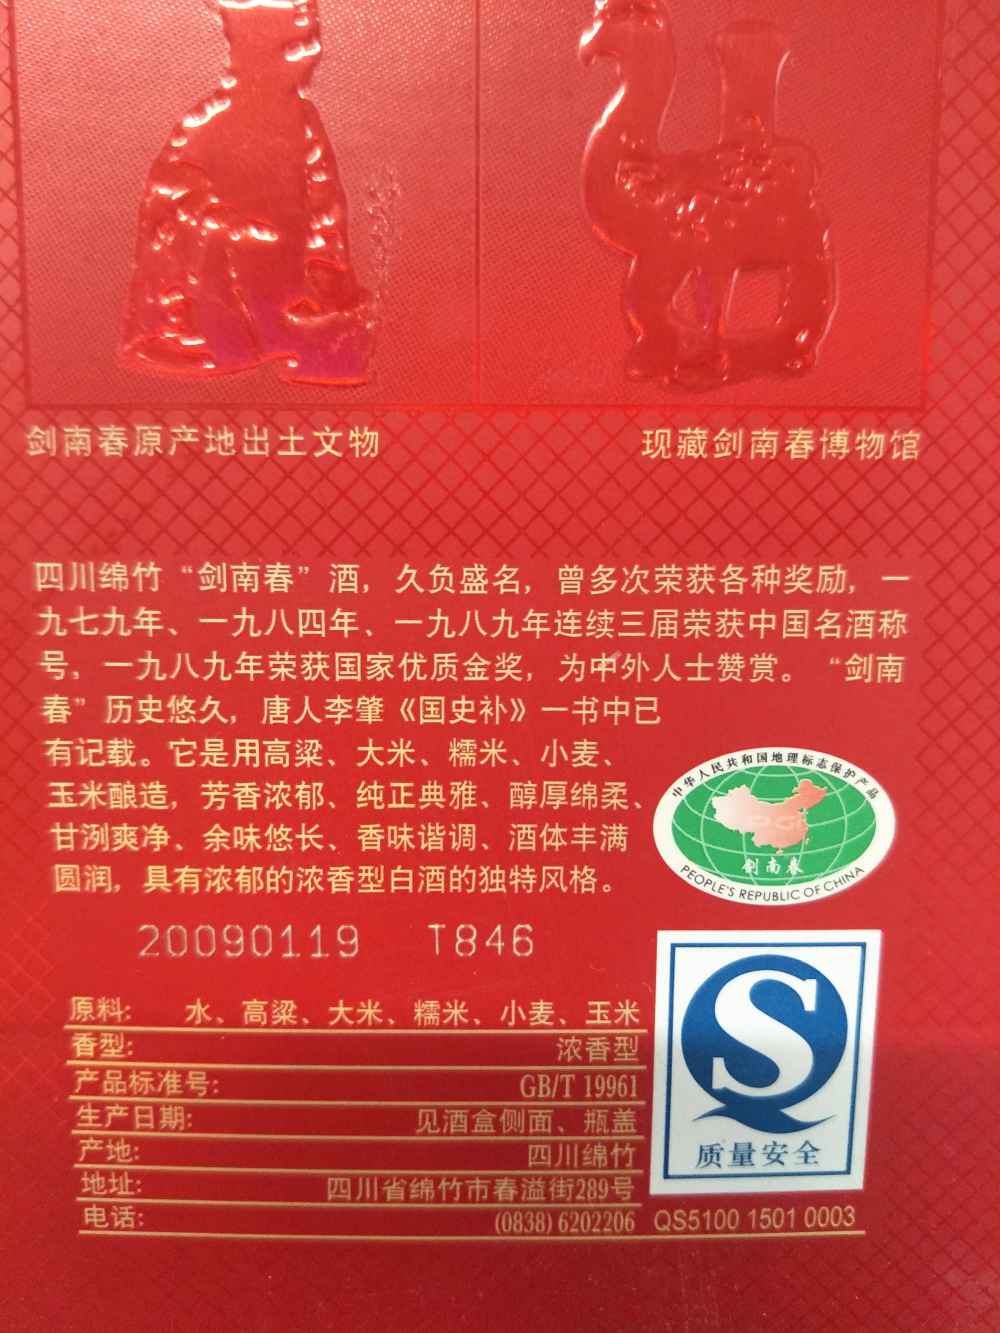 剑南春原产地出土文物 现藏剑南春博物馆
四川绵竹“剑南春”酒，久负盛名，曾多次荣获各种奖励，一
九七九年、一九八四年、一九八九年连续三届荣获中国名酒称
号，一九八九年荣获国家优质金奖，为中外人士赞赏。“剑南
春”历史悠久，唐人李肇《国史补》一书中已
有记载。它是用高粱、大米、糯米、小麦、
玉米酿造，芳香浓郁、纯正典雅、醇厚绵柔、
甘洌爽净、余味悠长、香味谐调、酒体丰满
圆润，具有浓郁的浓香型白酒的独特风格。
中华人民共和国地理标志保护产品
PGI
剑南春
PEOPLE'S REPUBLIC OF CHINA
20090119 T846
原料: 水、高粱、大米、糯米、小麦、玉米
香型: 浓香型
产品标准号: GB/T 19961
生产日期: 见酒盒侧面、瓶盖
产地: 四川绵竹
地址: 四川省绵竹市春溢街289号
电话: (0838) 6202206
质量安全
QS5100 1501 0003